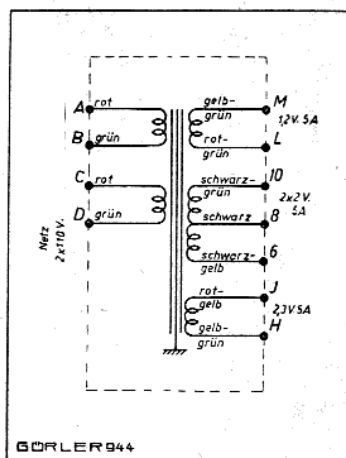 A rot
B grün
C rot
D grün
Netz
2x110V.
gelb-
grün
M
1,2V. 5A
rot-
grün
L
schwarz-
grün
10
2x2V.
5A
schwarz
8
schwarz-
gelb
6
rot-
gelb
J
2,3V 5A
gelb-
grün
H
GÖRLER 944